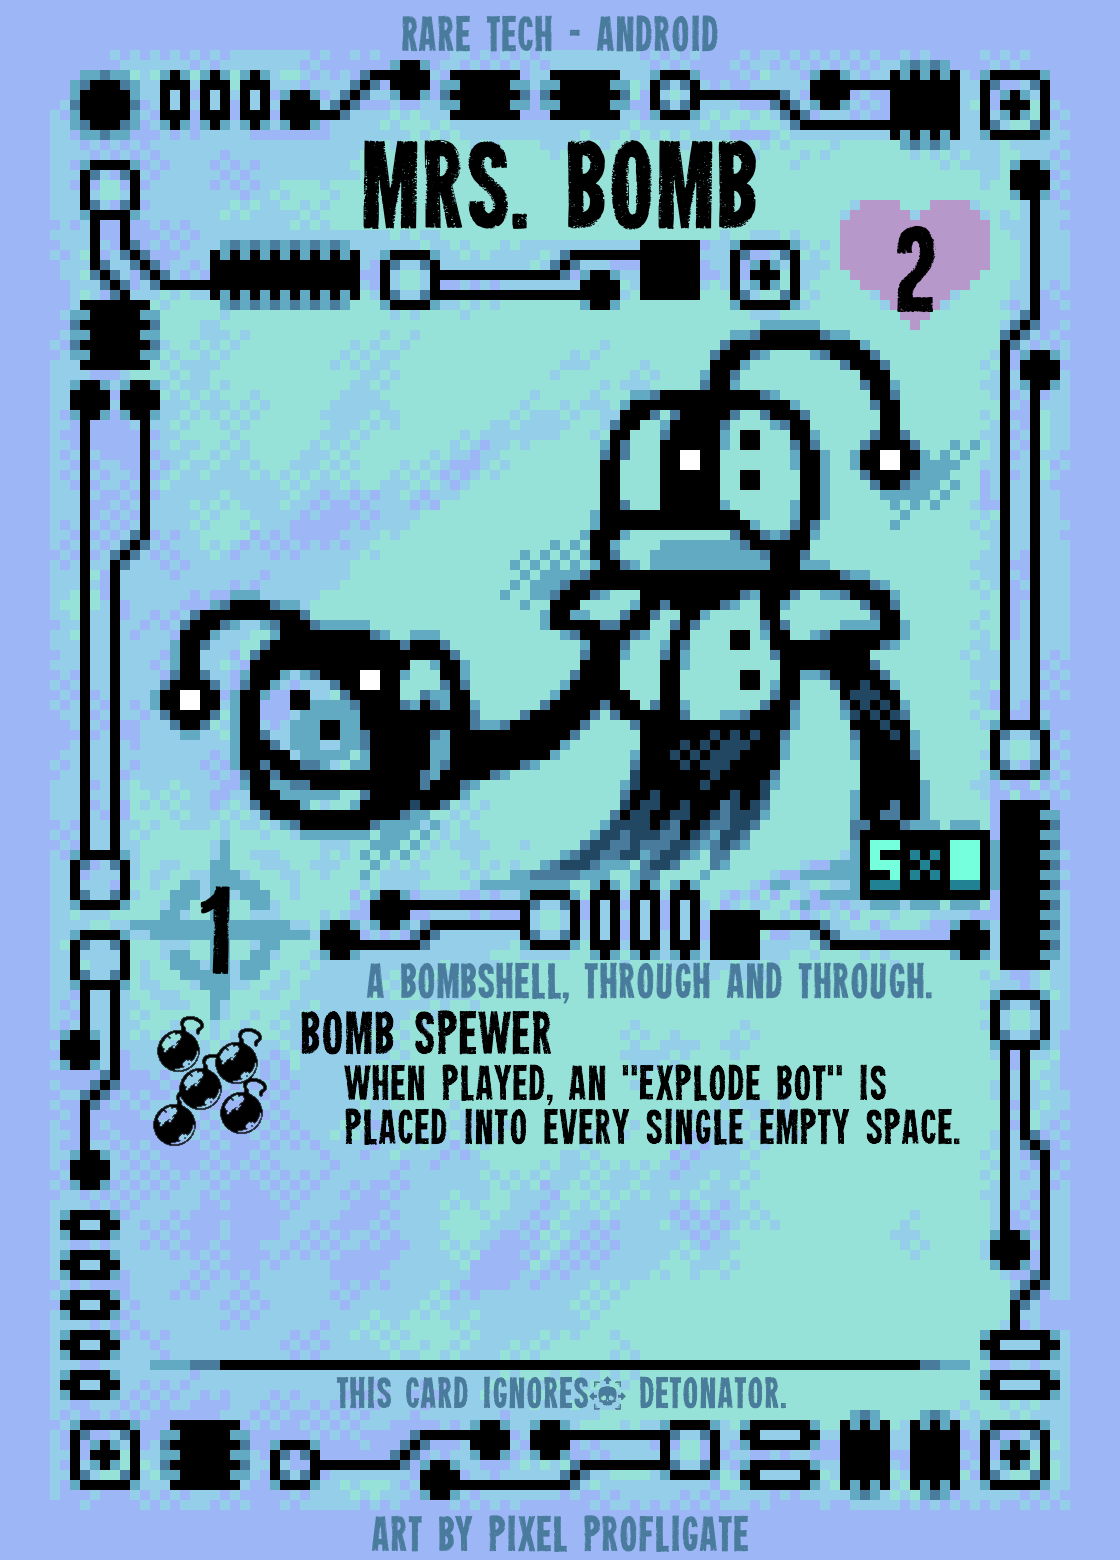 RARE TECH - ANDROID
MRS. BOMB
2
5x
1
A BOMBSHELL, THROUGH AND THROUGH.
BOMB SPEWER
WHEN PLAYED, AN "EXPLODE BOT" IS
PLACED INTO EVERY SINGLE EMPTY SPACE.
THIS CARD IGNORES DETONATOR.
ART BY PIXEL PROFLIGATE